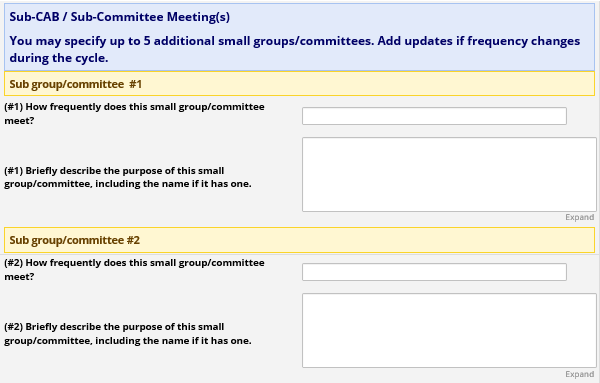 Sub-CAB / Sub-Committee Meeting(s)
You may specify up to 5 additional small groups/committees. Add updates if frequency changes
during the cycle.
Sub group/committee #1
(#1) How frequently does this small group/committee
meet?
(#1) Briefly describe the purpose of this small
group/committee, including the name if it has one.
Expand
Sub group/committee #2
(#2) How frequently does this small group/committee
meet?
(#2) Briefly describe the purpose of this small
group/committee, including the name if it has one.
Expand